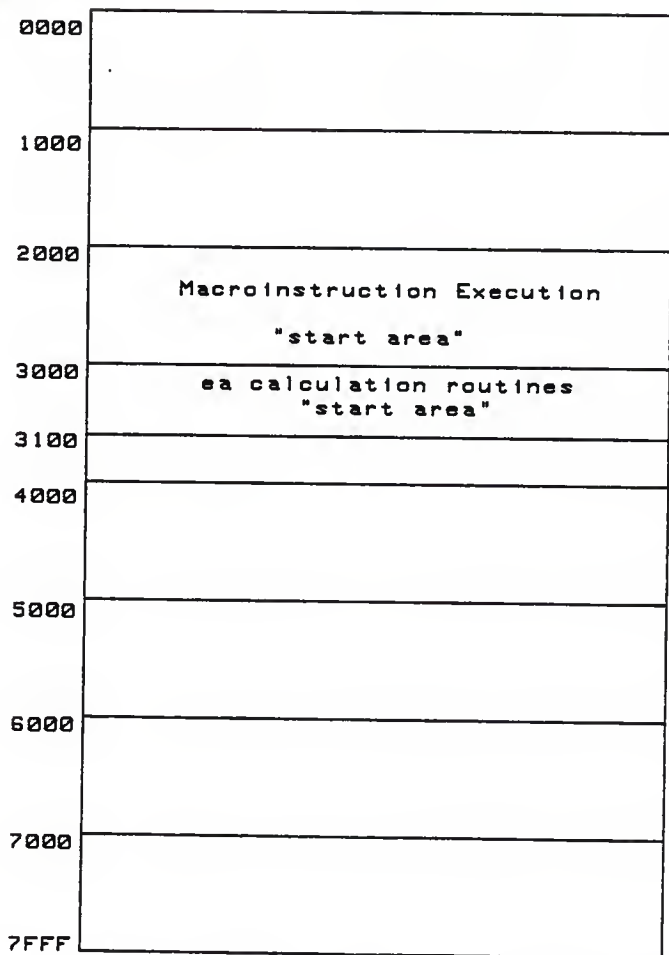 0000
1000
2000
Macroinstruction Execution
"start area"
3000
ea calculation routines
"start area"
3100
4000
5000
6000
7000
7FFF